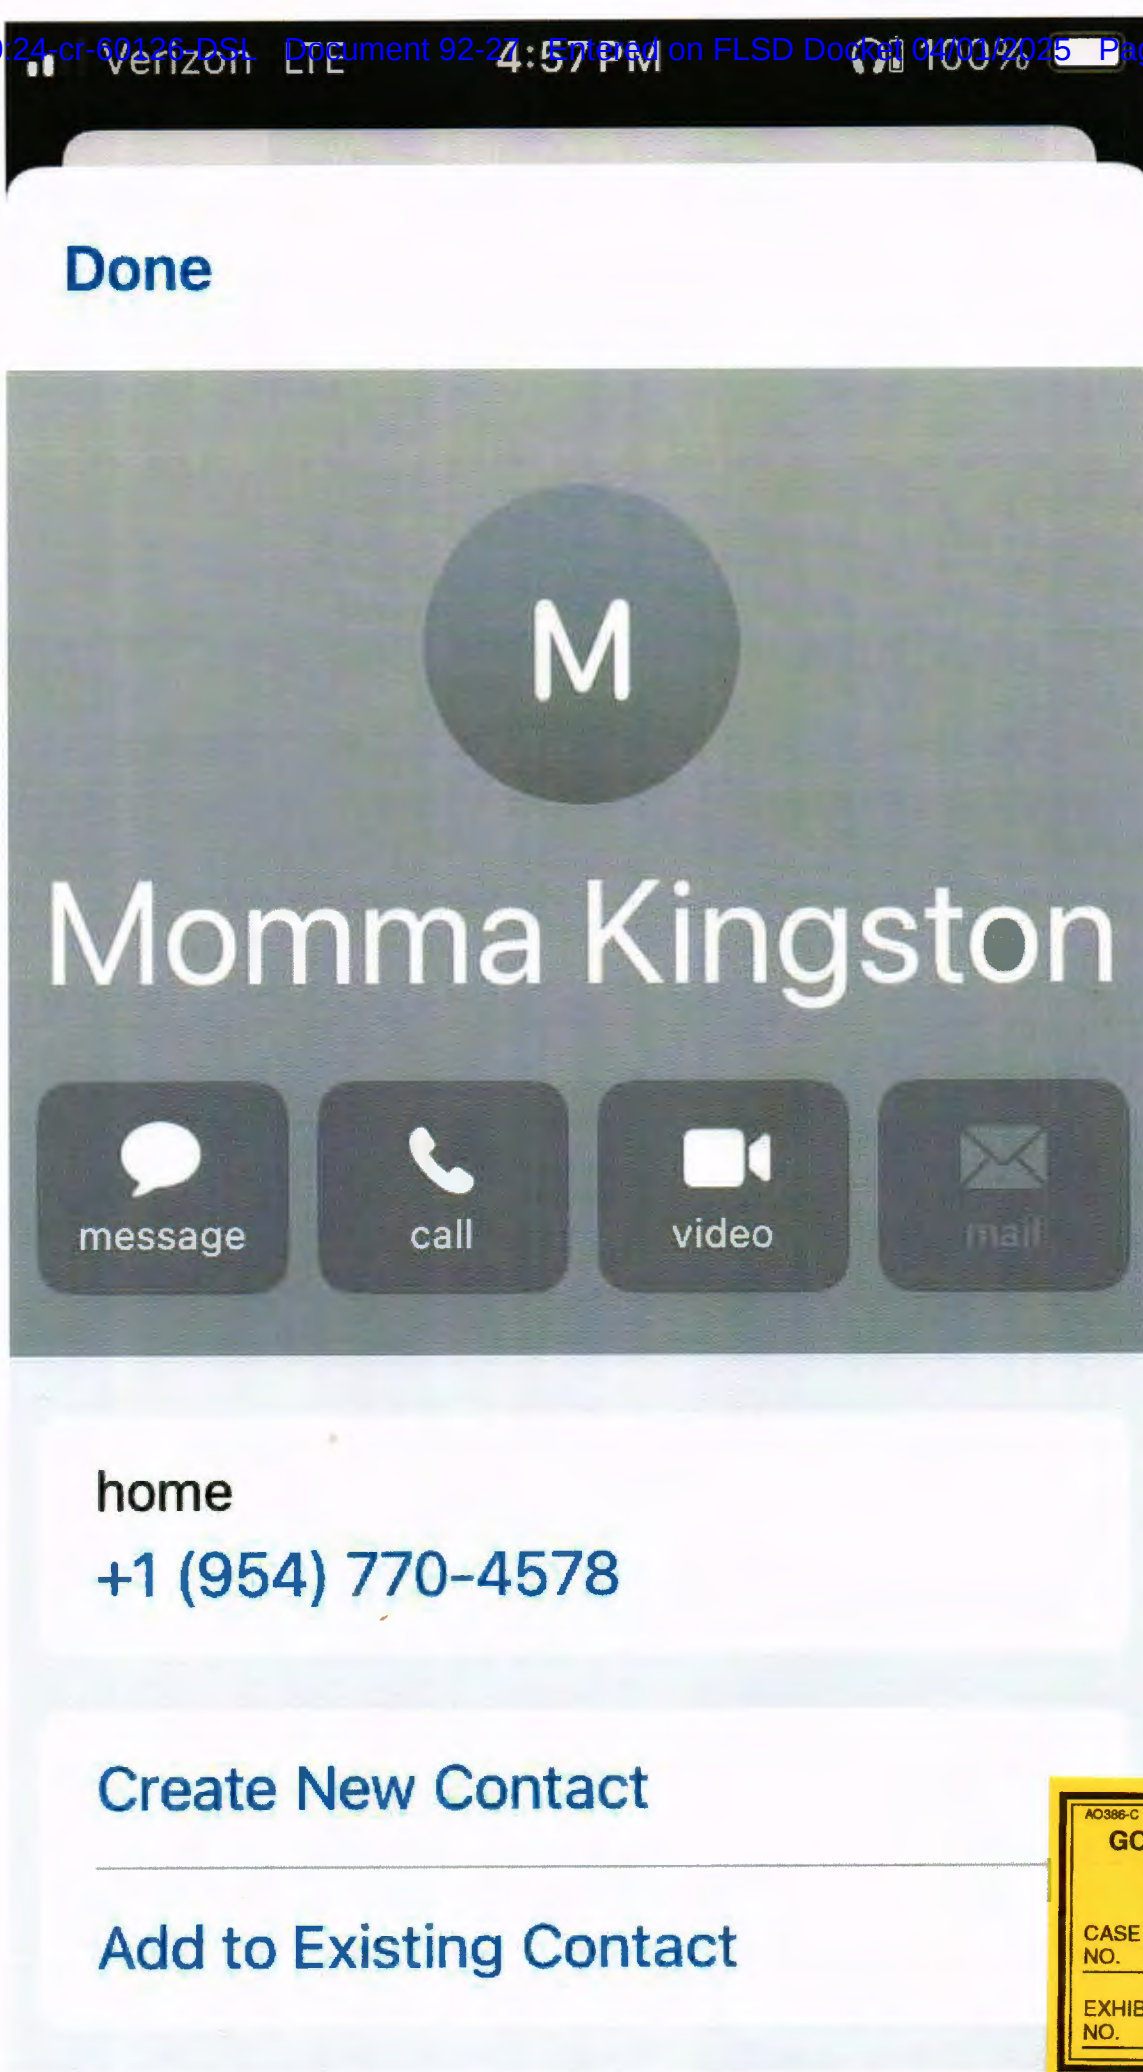 :24-cr-60126-DSL Document 92-27 Entered on FLSD Docket 04/01/2025 Pag
Verizon LTE 4:57 PM 100%
Done
M
Momma Kingston
message call video mail
home
+1 (954) 770-4578
Create New Contact
AO386-C
GO
Add to Existing Contact
CASE
NO.
EXHIB
NO.